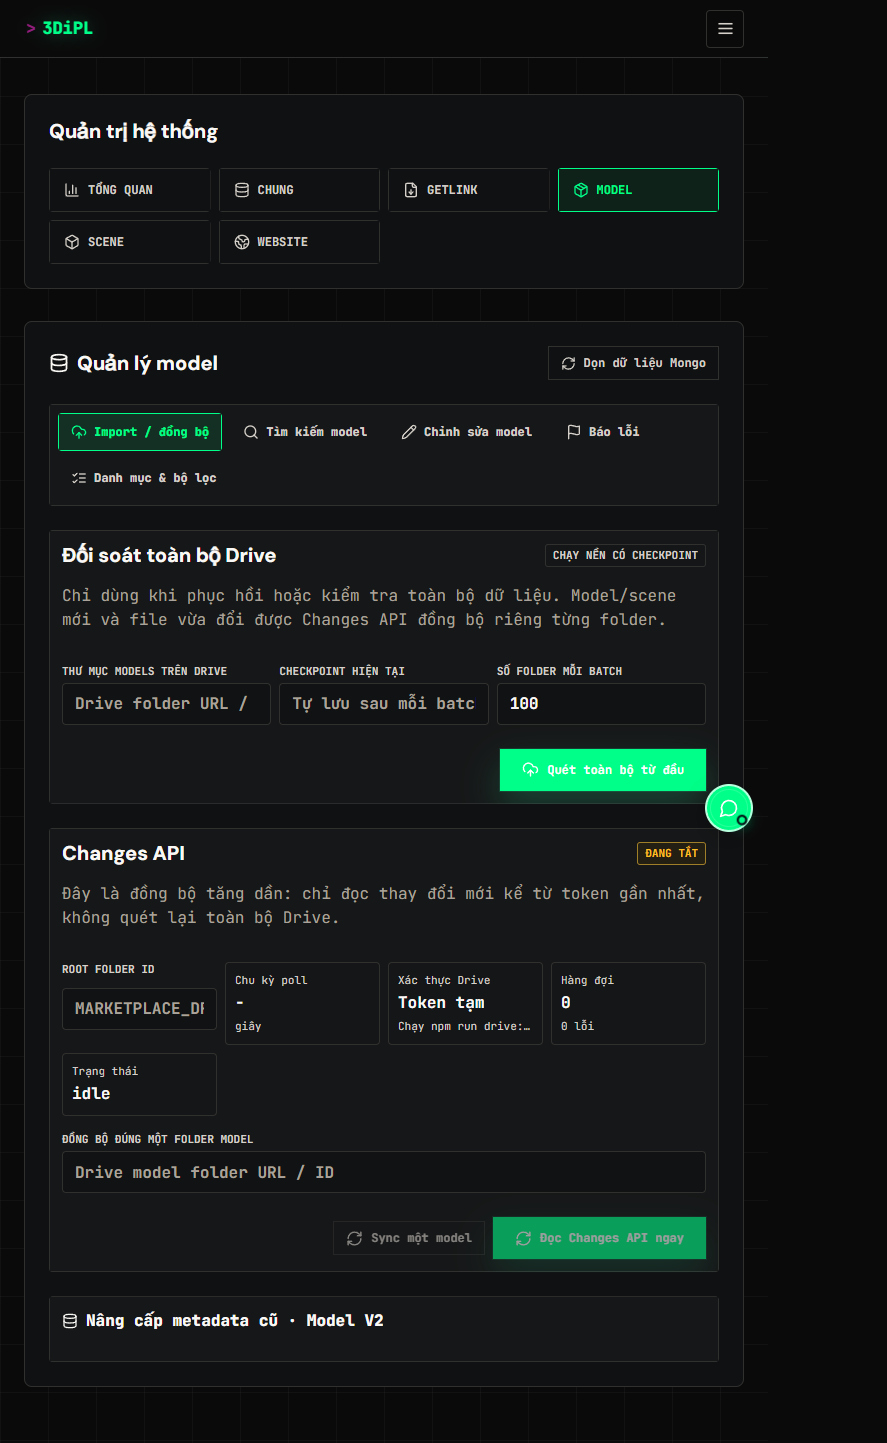 > 3DiPL
Quản trị hệ thống
TỔNG QUAN
CHUNG
GETLINK
MODEL
SCENE
WEBSITE
Quản lý model
Dọn dữ liệu Mongo
Import / đồng bộ
Tìm kiếm model
Chỉnh sửa model
Báo lỗi
Danh mục & bộ lọc
Đối soát toàn bộ Drive
CHẠY NỀN CÓ CHECKPOINT
Chỉ dùng khi phục hồi hoặc kiểm tra toàn bộ dữ liệu. Model/scene
mới và file vừa đổi được Changes API đồng bộ riêng từng folder.
THƯ MỤC MODELS TRÊN DRIVE
CHECKPOINT HIỆN TẠI
SỐ FOLDER MỖI BATCH
Drive folder URL /
Tự lưu sau mỗi batc
100
Quét toàn bộ từ đầu
Changes API
ĐANG TẮT
Đây là đồng bộ tăng dần: chỉ đọc thay đổi mới kể từ token gần nhất,
không quét lại toàn bộ Drive.
ROOT FOLDER ID
MARKETPLACE_DR
Chu kỳ poll
-
giây
Xác thực Drive
Token tạm
Chạy npm run drive:…
Hàng đợi
0
0 lỗi
Trạng thái
idle
ĐỒNG BỘ ĐÚNG MỘT FOLDER MODEL
Drive model folder URL / ID
Sync một model
Đọc Changes API ngay
Nâng cấp metadata cũ · Model V2